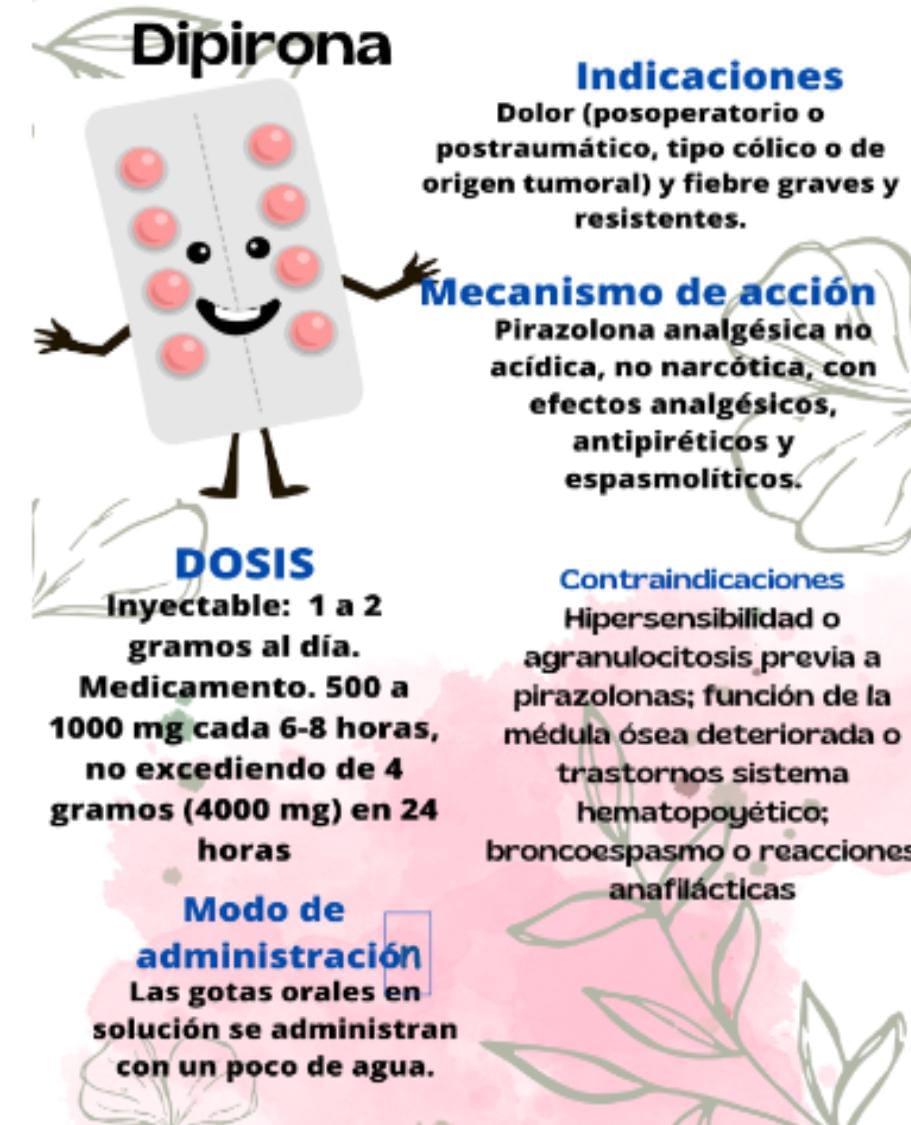 Dipirona
Indicaciones
Dolor (posoperatorio o
postraumático, tipo cólico o de
origen tumoral) y fiebre graves y
resistentes.
Mecanismo de acción
Pirazolona analgésica no
acídica, no narcótica, con
efectos analgésicos,
antipiréticos y
espasmolíticos.
DOSIS
Inyectable: 1 a 2
gramos al día.
Medicamento. 500 a
1000 mg cada 6-8 horas,
no excediendo de 4
gramos (4000 mg) en 24
horas
Modo de
administración
Las gotas orales en
solución se administran
con un poco de agua.
Contraindicaciones
Hipersensibilidad o
agranulocitosis previa a
pirazolonas; función de la
médula ósea deteriorada o
trastornos sistema
hematopoyético;
broncoespasmo o reacciones
anafilácticas